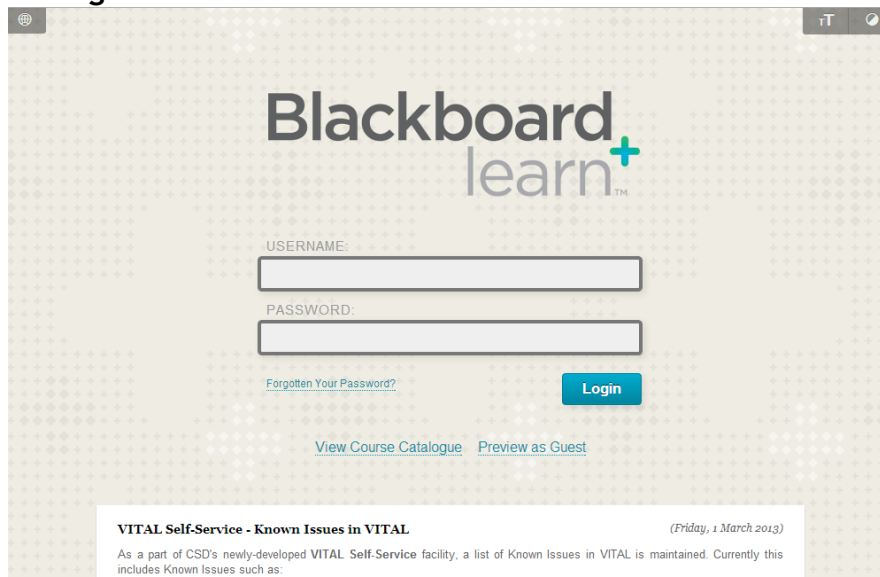 TT
Blackboard
learn™
USERNAME:
PASSWORD:
Forgotten Your Password?
Login
View Course Catalogue Preview as Guest
VITAL Self-Service - Known Issues in VITAL (Friday, 1 March 2013)
As a part of CSD's newly-developed VITAL Self-Service facility, a list of Known Issues in VITAL is maintained. Currently this
includes Known Issues such as: